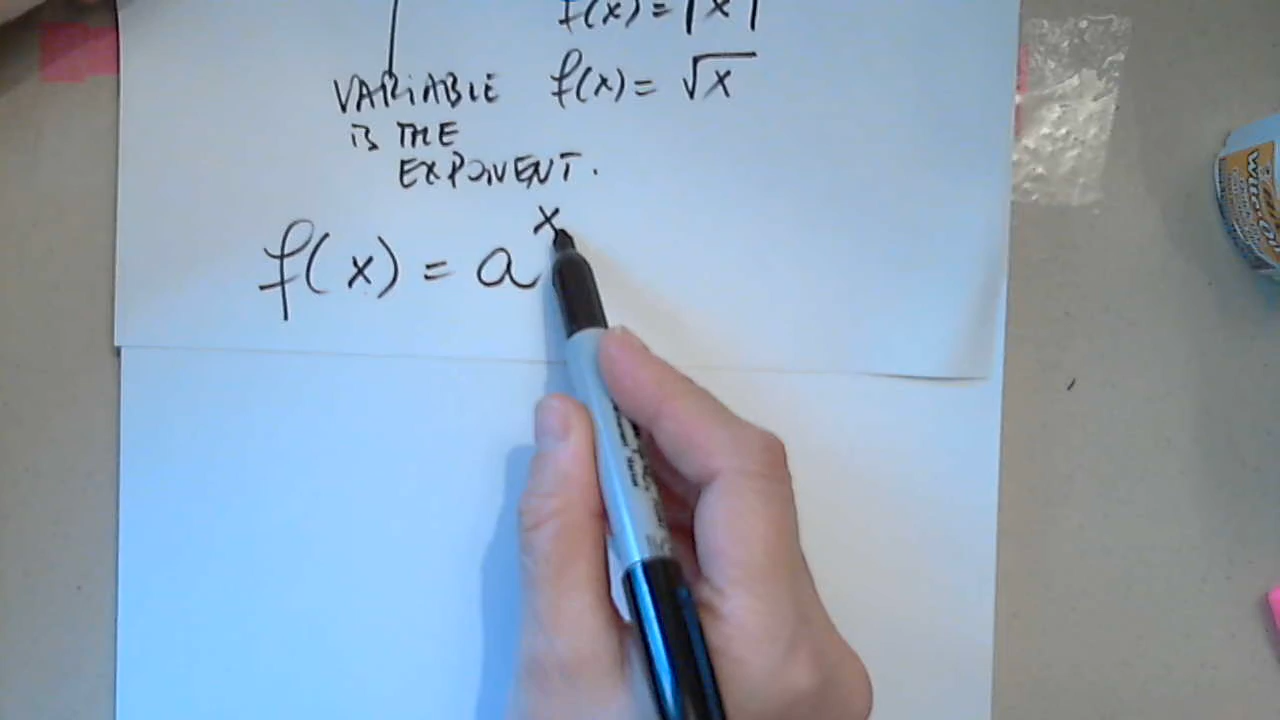 f(x) = |x|
VARIABLE f(x) = √x
IS THE
EXPONENT.
f(x) = a^x